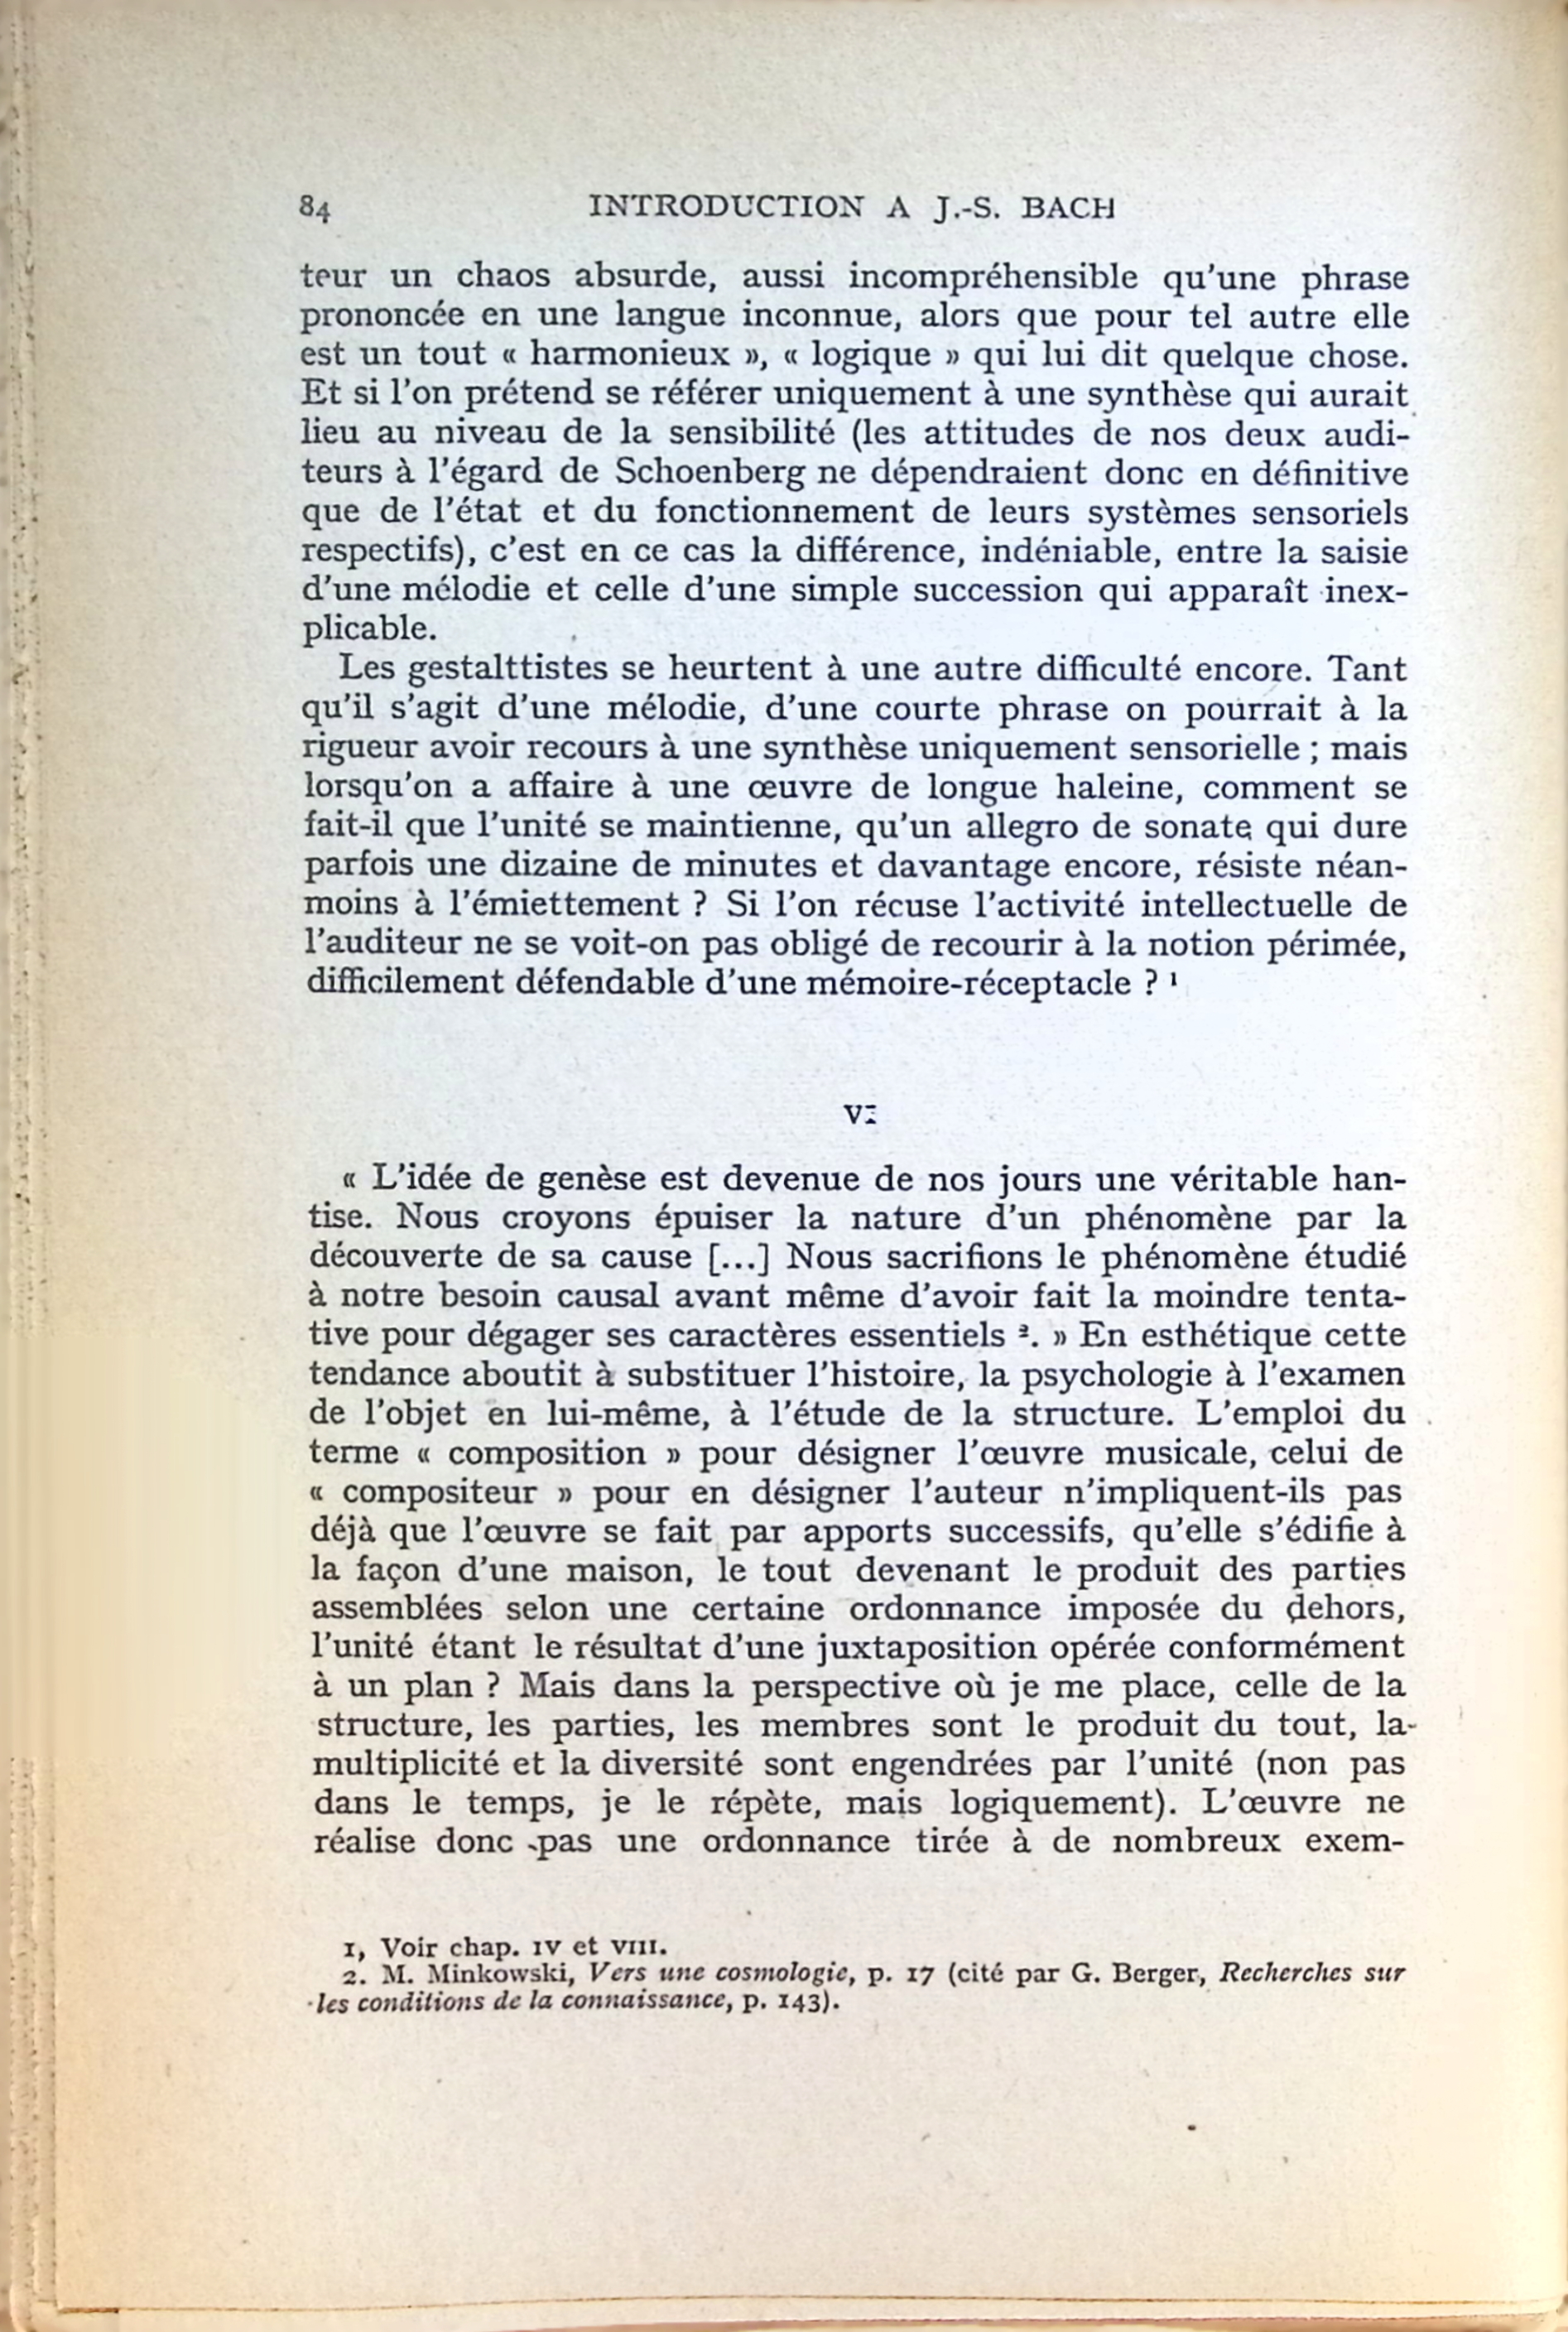 84 INTRODUCTION A J.-S. BACH
teur un chaos absurde, aussi incompréhensible qu'une phrase
prononcée en une langue inconnue, alors que pour tel autre elle
est un tout « harmonieux », « logique » qui lui dit quelque chose.
Et si l'on prétend se référer uniquement à une synthèse qui aurait
lieu au niveau de la sensibilité (les attitudes de nos deux audi-
teurs à l'égard de Schoenberg ne dépendraient donc en définitive
que de l'état et du fonctionnement de leurs systèmes sensoriels
respectifs), c'est en ce cas la différence, indéniable, entre la saisie
d'une mélodie et celle d'une simple succession qui apparaît inex-
plicable.
Les gestalttistes se heurtent à une autre difficulté encore. Tant
qu'il s'agit d'une mélodie, d'une courte phrase on pourrait à la
rigueur avoir recours à une synthèse uniquement sensorielle ; mais
lorsqu'on a affaire à une œuvre de longue haleine, comment se
fait-il que l'unité se maintienne, qu'un allegro de sonate qui dure
parfois une dizaine de minutes et davantage encore, résiste néan-
moins à l'émiettement ? Si l'on récuse l'activité intellectuelle de
l'auditeur ne se voit-on pas obligé de recourir à la notion périmée,
difficilement défendable d'une mémoire-réceptacle ? ¹
VI
« L'idée de genèse est devenue de nos jours une véritable han-
tise. Nous croyons épuiser la nature d'un phénomène par la
découverte de sa cause [...] Nous sacrifions le phénomène étudié
à notre besoin causal avant même d'avoir fait la moindre tenta-
tive pour dégager ses caractères essentiels ². » En esthétique cette
tendance aboutit à substituer l'histoire, la psychologie à l'examen
de l'objet en lui-même, à l'étude de la structure. L'emploi du
terme « composition » pour désigner l'œuvre musicale, celui de
« compositeur » pour en désigner l'auteur n'impliquent-ils pas
déjà que l'œuvre se fait par apports successifs, qu'elle s'édifie à
la façon d'une maison, le tout devenant le produit des parties
assemblées selon une certaine ordonnance imposée du dehors,
l'unité étant le résultat d'une juxtaposition opérée conformément
à un plan ? Mais dans la perspective où je me place, celle de la
structure, les parties, les membres sont le produit du tout, la
multiplicité et la diversité sont engendrées par l'unité (non pas
dans le temps, je le répète, mais logiquement). L'œuvre ne
réalise donc pas une ordonnance tirée à de nombreux exem-
1, Voir chap. IV et VIII.
2. M. Minkowski, Vers une cosmologie, p. 17 (cité par G. Berger, Recherches sur
les conditions de la connaissance, p. 143).